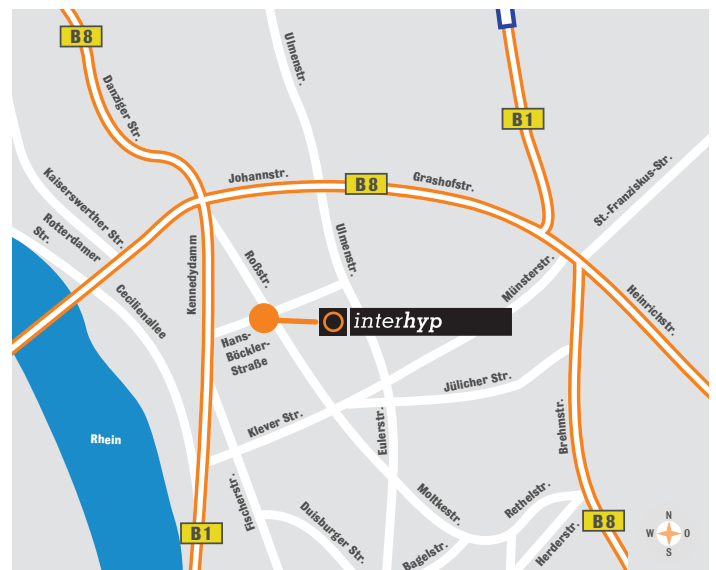 B8
Ulmenstr.
Danziger Str.
B1
Johannstr.
B8
Grashofstr.
St.-Franziskus-Str.
Kaiserswerther Str.
Rotterdamer
Str.
Kennedydamm
Roßstr.
Ulmenstr.
Münsterstr.
Heinrichstr.
Cecilienallee
interhyp
Hans-
Böckler-
Straße
Jülicher Str.
Klever Str.
Eulerstr.
Brehmstr.
Rhein
Fischerstr.
Duisburger Str.
Moltkestr.
Rethelstr.
Herderstr.
Bagelstr.
B1
B8
N
W
O
S